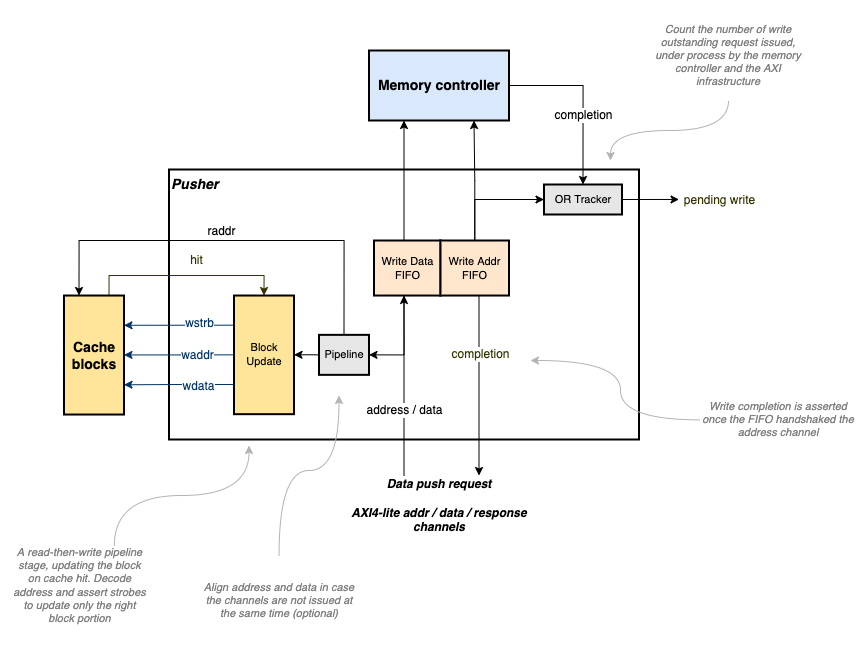 Count the number of write
outstanding request issued,
under process by the memory
controller and the AXI
infrastructure
Memory controller
completion
Pusher
OR Tracker
pending write
raddr
hit
Write Data
FIFO
Write Addr
FIFO
Cache
blocks
wstrb
waddr
wdata
Block
Update
Pipeline
completion
address / data
Write completion is asserted
once the FIFO handshaked the
address channel
Data push request
AXI4-lite addr / data / response
channels
A read-then-write pipeline
stage, updating the block
on cache hit. Decode
address and assert strobes
to update only the right
block portion
Align address and data in case
the channels are not issued at
the same time (optional)